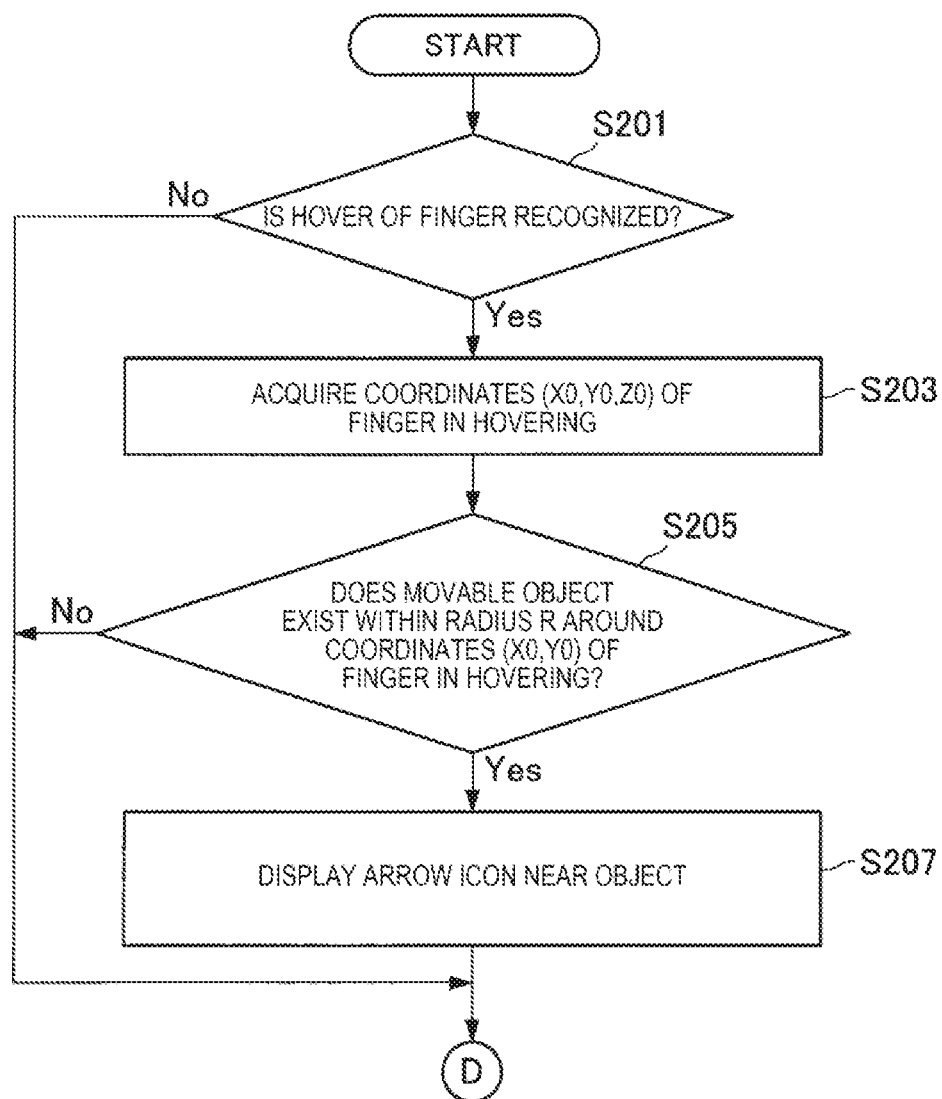 START
S201
No
IS HOVER OF FINGER RECOGNIZED?
Yes
ACQUIRE COORDINATES (X0,Y0,Z0) OF
FINGER IN HOVERING
S203
S205
No
DOES MOVABLE OBJECT
EXIST WITHIN RADIUS R AROUND
COORDINATES (X0,Y0) OF
FINGER IN HOVERING?
Yes
DISPLAY ARROW ICON NEAR OBJECT
S207
D